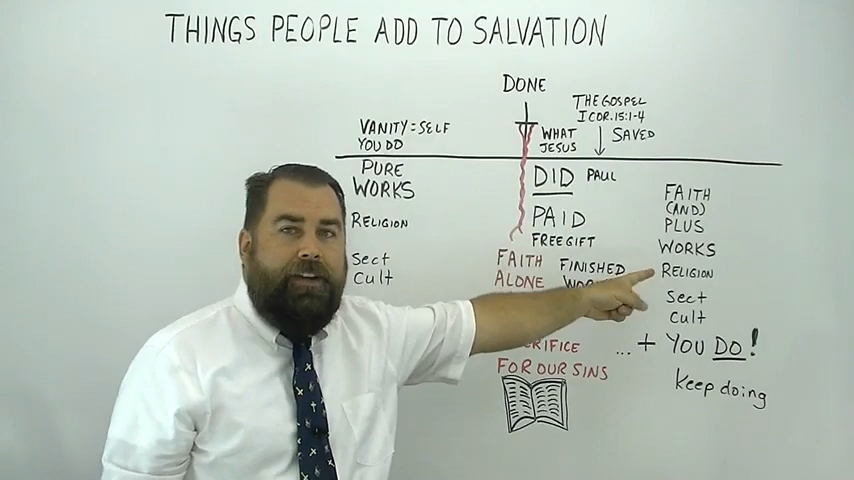 THINGS PEOPLE ADD TO SALVATION
DONE
THE GOSPEL
I COR. 15:1-4
SAVED
WHAT
JESUS
VANITY = SELF
YOU DO
PURE
WORKS
RELIGION
Sect
Cult
DID PAUL
PAID
FREE GIFT
FAITH
ALONE
FINISHED
FOR OUR SINS
FAITH
(AND)
PLUS
WORKS
RELIGION
Sect
Cult
... + YOU DO!
Keep doing